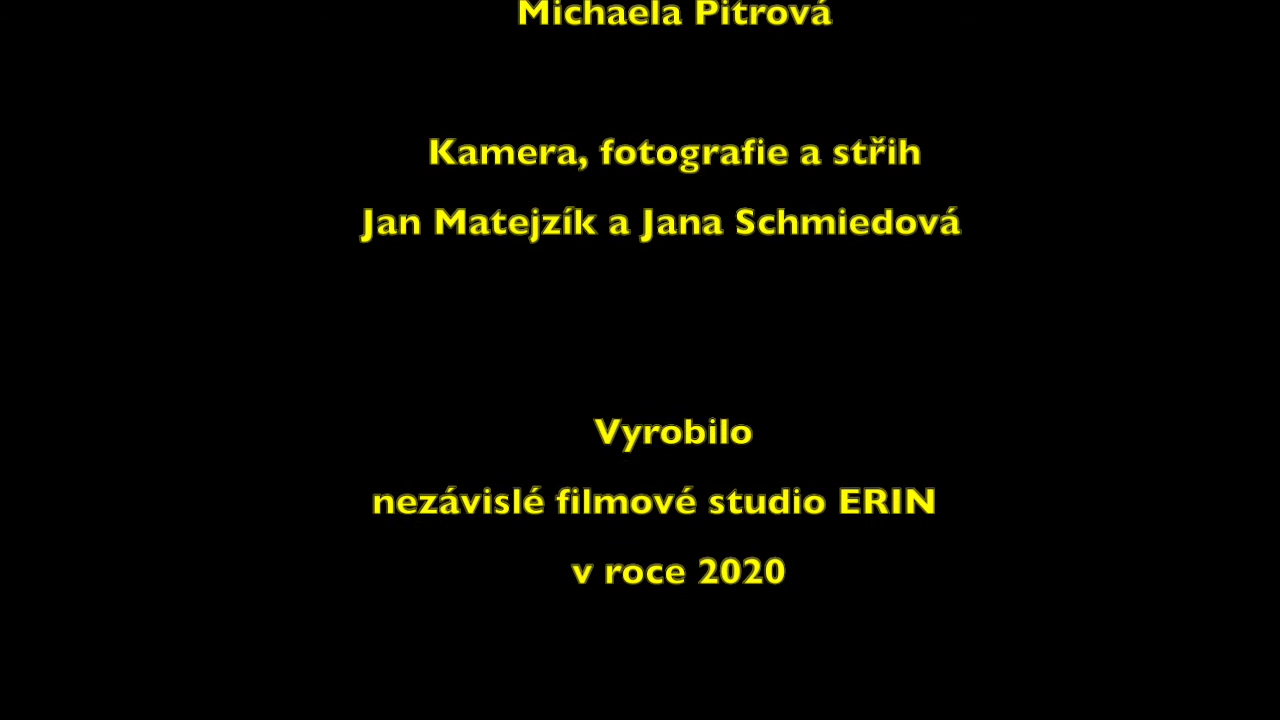 Michaela Pitrová
Kamera, fotografie a střih
Jan Matejzík a Jana Schmiedová
Vyrobilo
nezávislé filmové studio ERIN
v roce 2020